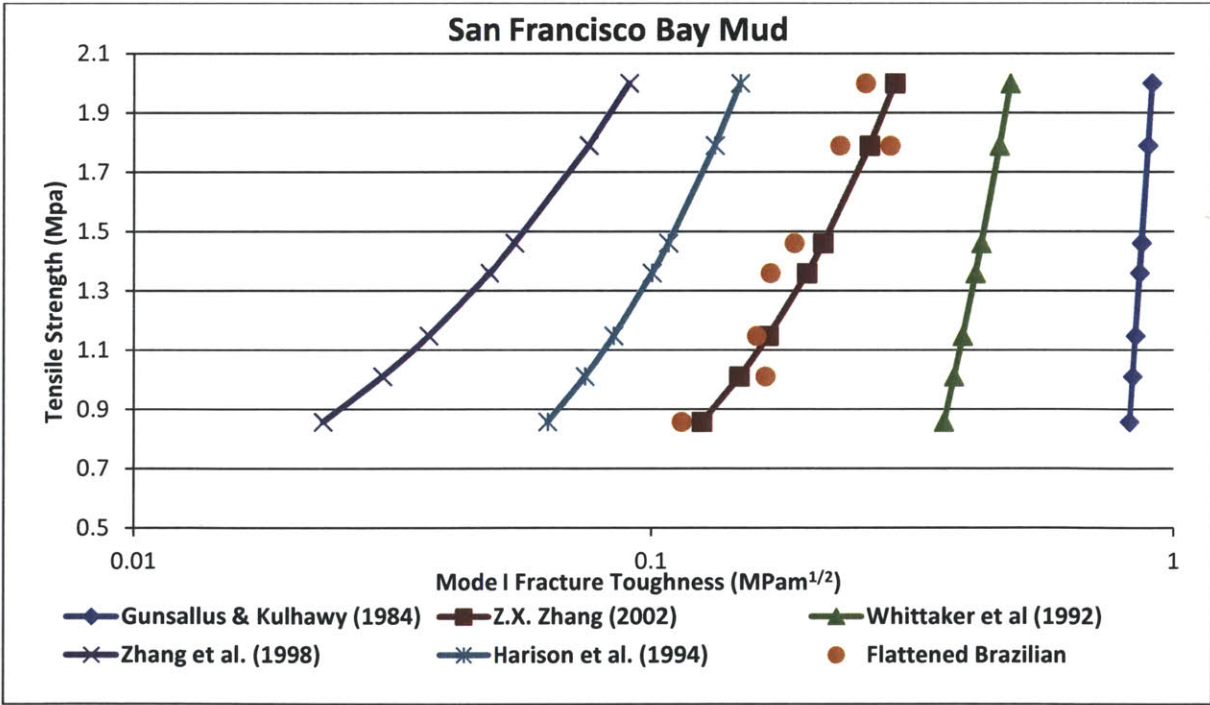 San Francisco Bay Mud
2.1
1.9
1.7
1.5
1.3
1.1
0.9
0.7
0.5
Tensile Strength (Mpa)
0.01 0.1 1
Mode I Fracture Toughness (MPam^1/2)
Gunsallus & Kulhawy (1984) Z.X. Zhang (2002) Whittaker et al (1992)
Zhang et al. (1998) Harison et al. (1994) Flattened Brazilian